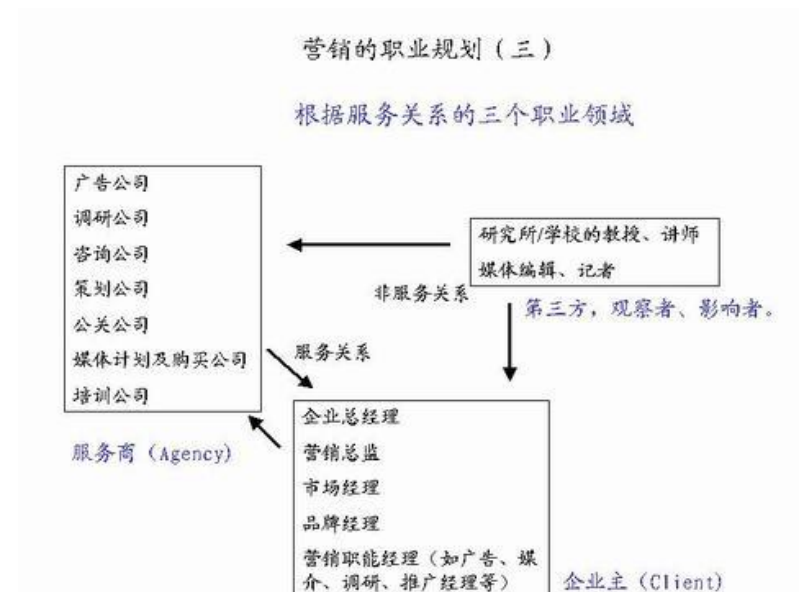 营销的职业规划（三）
根据服务关系的三个职业领域
广告公司
调研公司
咨询公司
策划公司
公关公司
媒体计划及购买公司
培训公司
服务商（Agency)
研究所/学校的教授、讲师
媒体编辑、记者
非服务关系
第三方，观察者、影响者。
服务关系
企业总经理
营销总监
市场经理
品牌经理
营销职能经理（如广告、媒
介、调研、推广经理等）
企业主（Client)